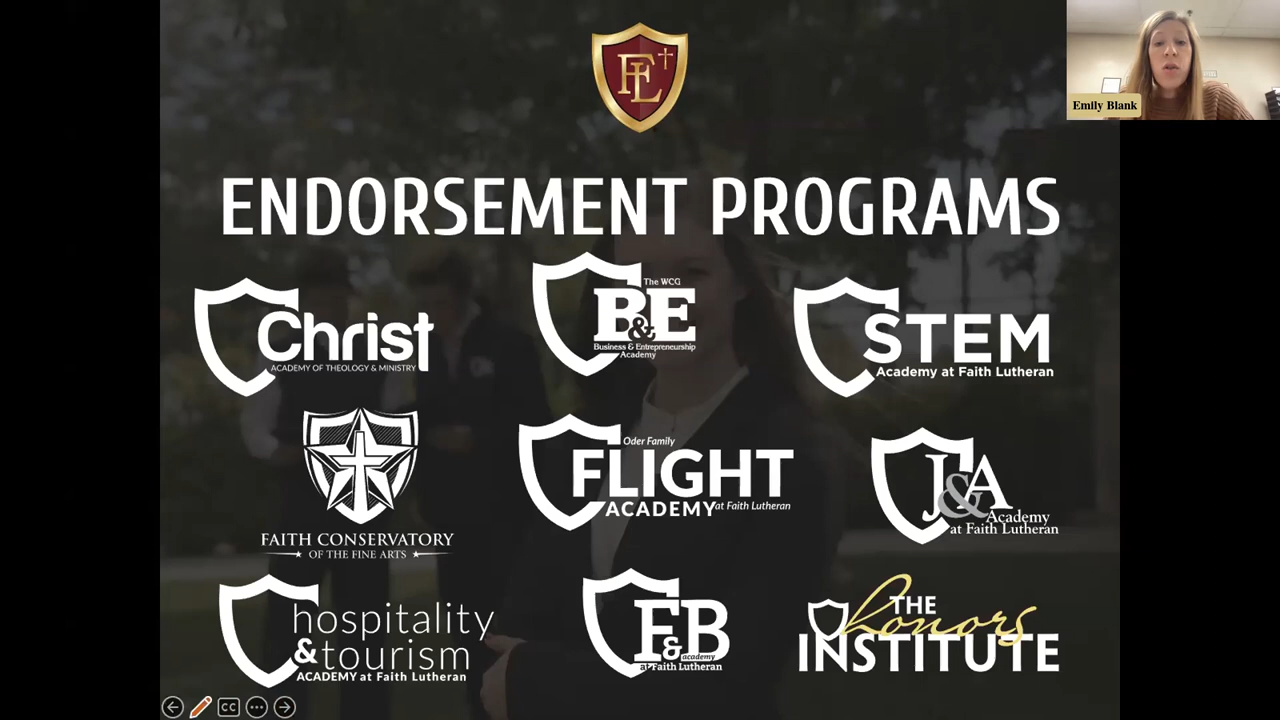 FL
Emily Blank
ENDORSEMENT PROGRAMS
Christ
ACADEMY OF THEOLOGY & MINISTRY
The WCG
B&E
Business & Entrepreneurship
Academy
STEM
Academy at Faith Lutheran
FAITH CONSERVATORY
OF THE FINE ARTS
Oder Family
FLIGHT
ACADEMY at Faith Lutheran
J&A
Academy
at Faith Lutheran
hospitality
&tourism
ACADEMY at Faith Lutheran
F&B
academy
at Faith Lutheran
THE
honors
INSTITUTE
CC